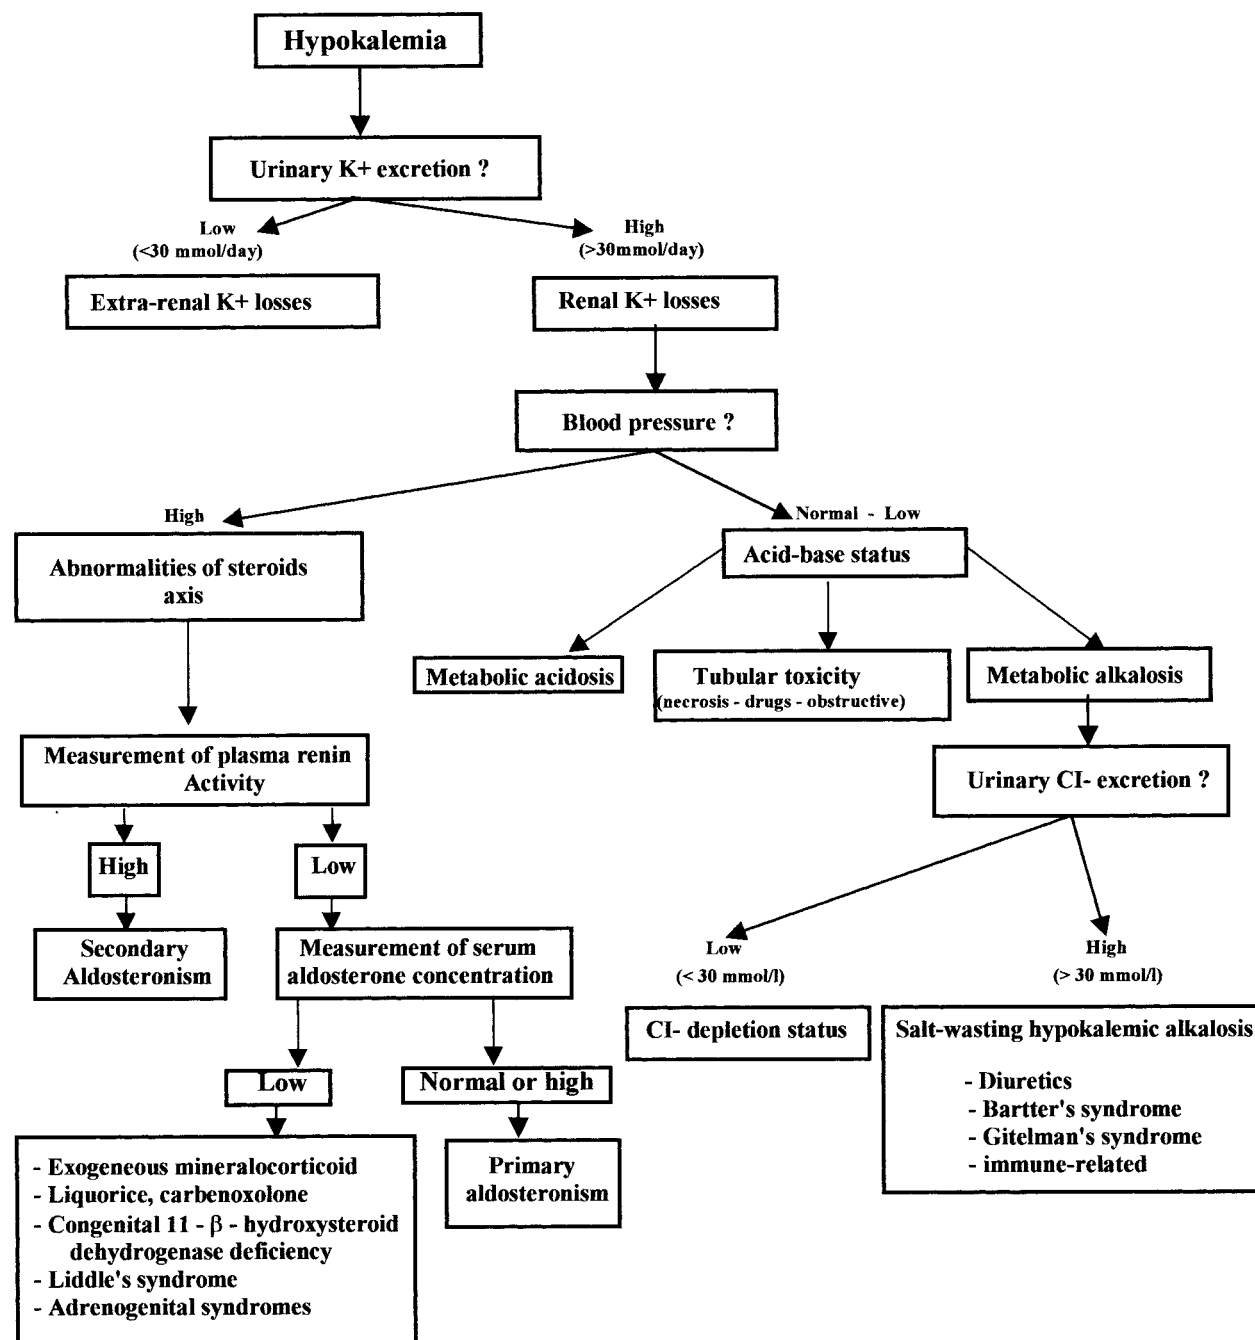 Hypokalemia
Urinary K+ excretion ?
Low
(<30 mmol/day)
High
(>30mmol/day)
Extra-renal K+ losses
Renal K+ losses
Blood pressure ?
High
Normal - Low
Abnormalities of steroids
axis
Acid-base status
Metabolic acidosis
Tubular toxicity
(necrosis - drugs - obstructive)
Metabolic alkalosis
Measurement of plasma renin
Activity
Urinary CI- excretion ?
High
Low
Secondary
Aldosteronism
Measurement of serum
aldosterone concentration
Low
(< 30 mmol/l)
High
(> 30 mmol/l)
CI- depletion status
Salt-wasting hypokalemic alkalosis
- Diuretics
- Bartter's syndrome
- Gitelman's syndrome
- immune-related
Low
Normal or high
- Exogeneous mineralocorticoid
- Liquorice, carbenoxolone
- Congenital 11 - β - hydroxysteroid
dehydrogenase deficiency
- Liddle's syndrome
- Adrenogenital syndromes
Primary
aldosteronism